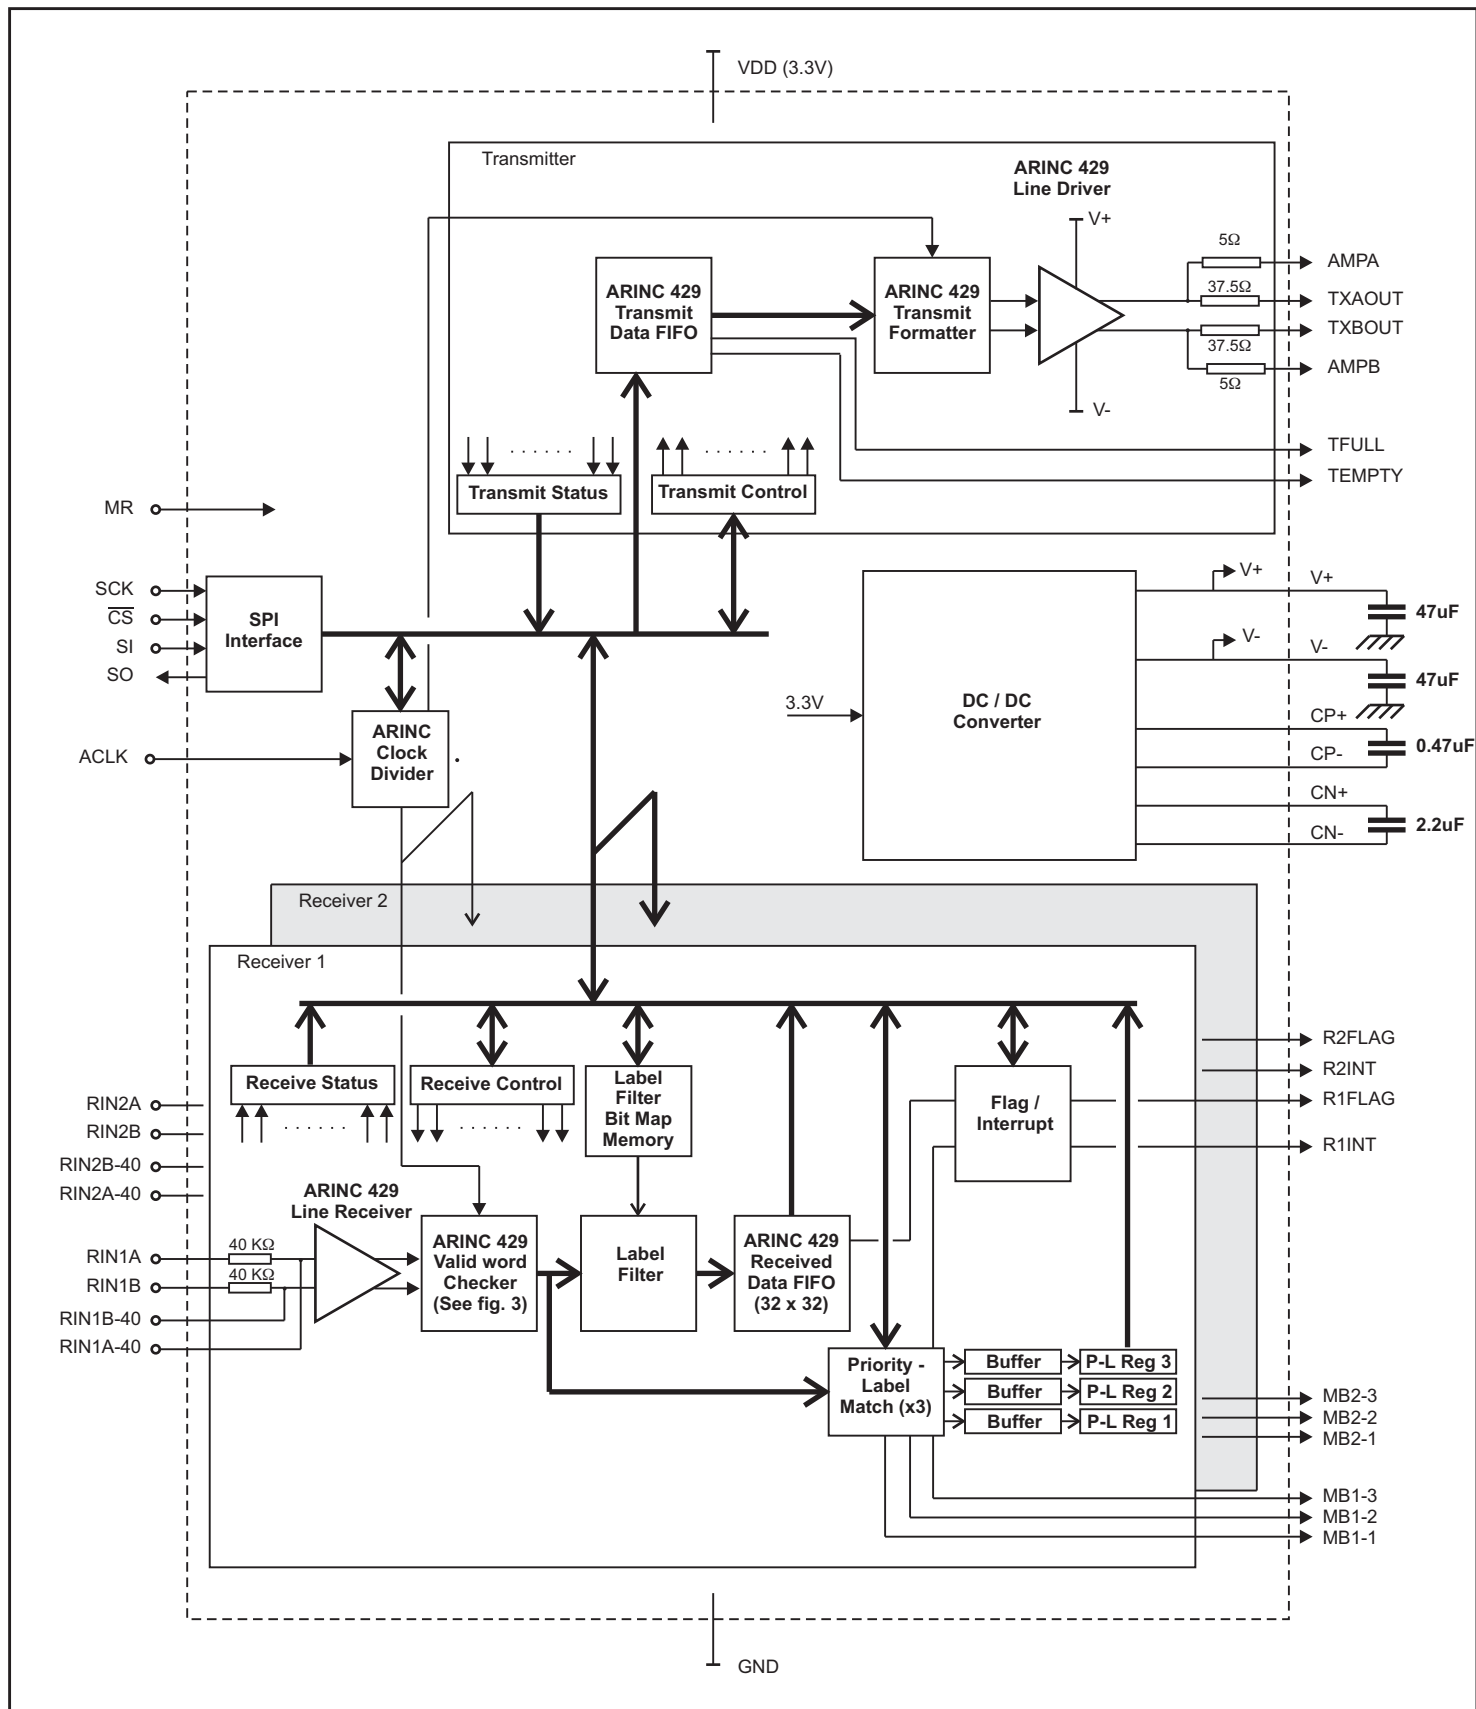 VDD (3.3V)
Transmitter
ARINC 429
Line Driver
V+
5Ω
AMPA
37.5Ω
TXAOUT
TXBOUT
37.5Ω
AMPB
5Ω
V-
ARINC 429
Transmit
Data FIFO
ARINC 429
Transmit
Formatter
TFULL
TEMPTY
. . . . . .
. . . . . .
Transmit Status
Transmit Control
MR
SCK
CS
SI
SO
SPI
Interface
ACLK
ARINC
Clock
Divider
3.3V
DC / DC
Converter
V+
V+
47uF
V-
V-
47uF
CP+
0.47uF
CP-
CN+
2.2uF
CN-
Receiver 2
Receiver 1
Receive Status
. . . . . .
Receive Control
. . . . . .
Label
Filter
Bit Map
Memory
Flag /
Interrupt
R2FLAG
R2INT
R1FLAG
R1INT
RIN2A
RIN2B
RIN2B-40
RIN2A-40
ARINC 429
Line Receiver
RIN1A
40 KΩ
RIN1B
40 KΩ
RIN1B-40
RIN1A-40
ARINC 429
Valid word
Checker
(See fig. 3)
Label
Filter
ARINC 429
Received
Data FIFO
(32 x 32)
Priority -
Label
Match (x3)
Buffer
P-L Reg 3
Buffer
P-L Reg 2
Buffer
P-L Reg 1
MB2-3
MB2-2
MB2-1
MB1-3
MB1-2
MB1-1
GND